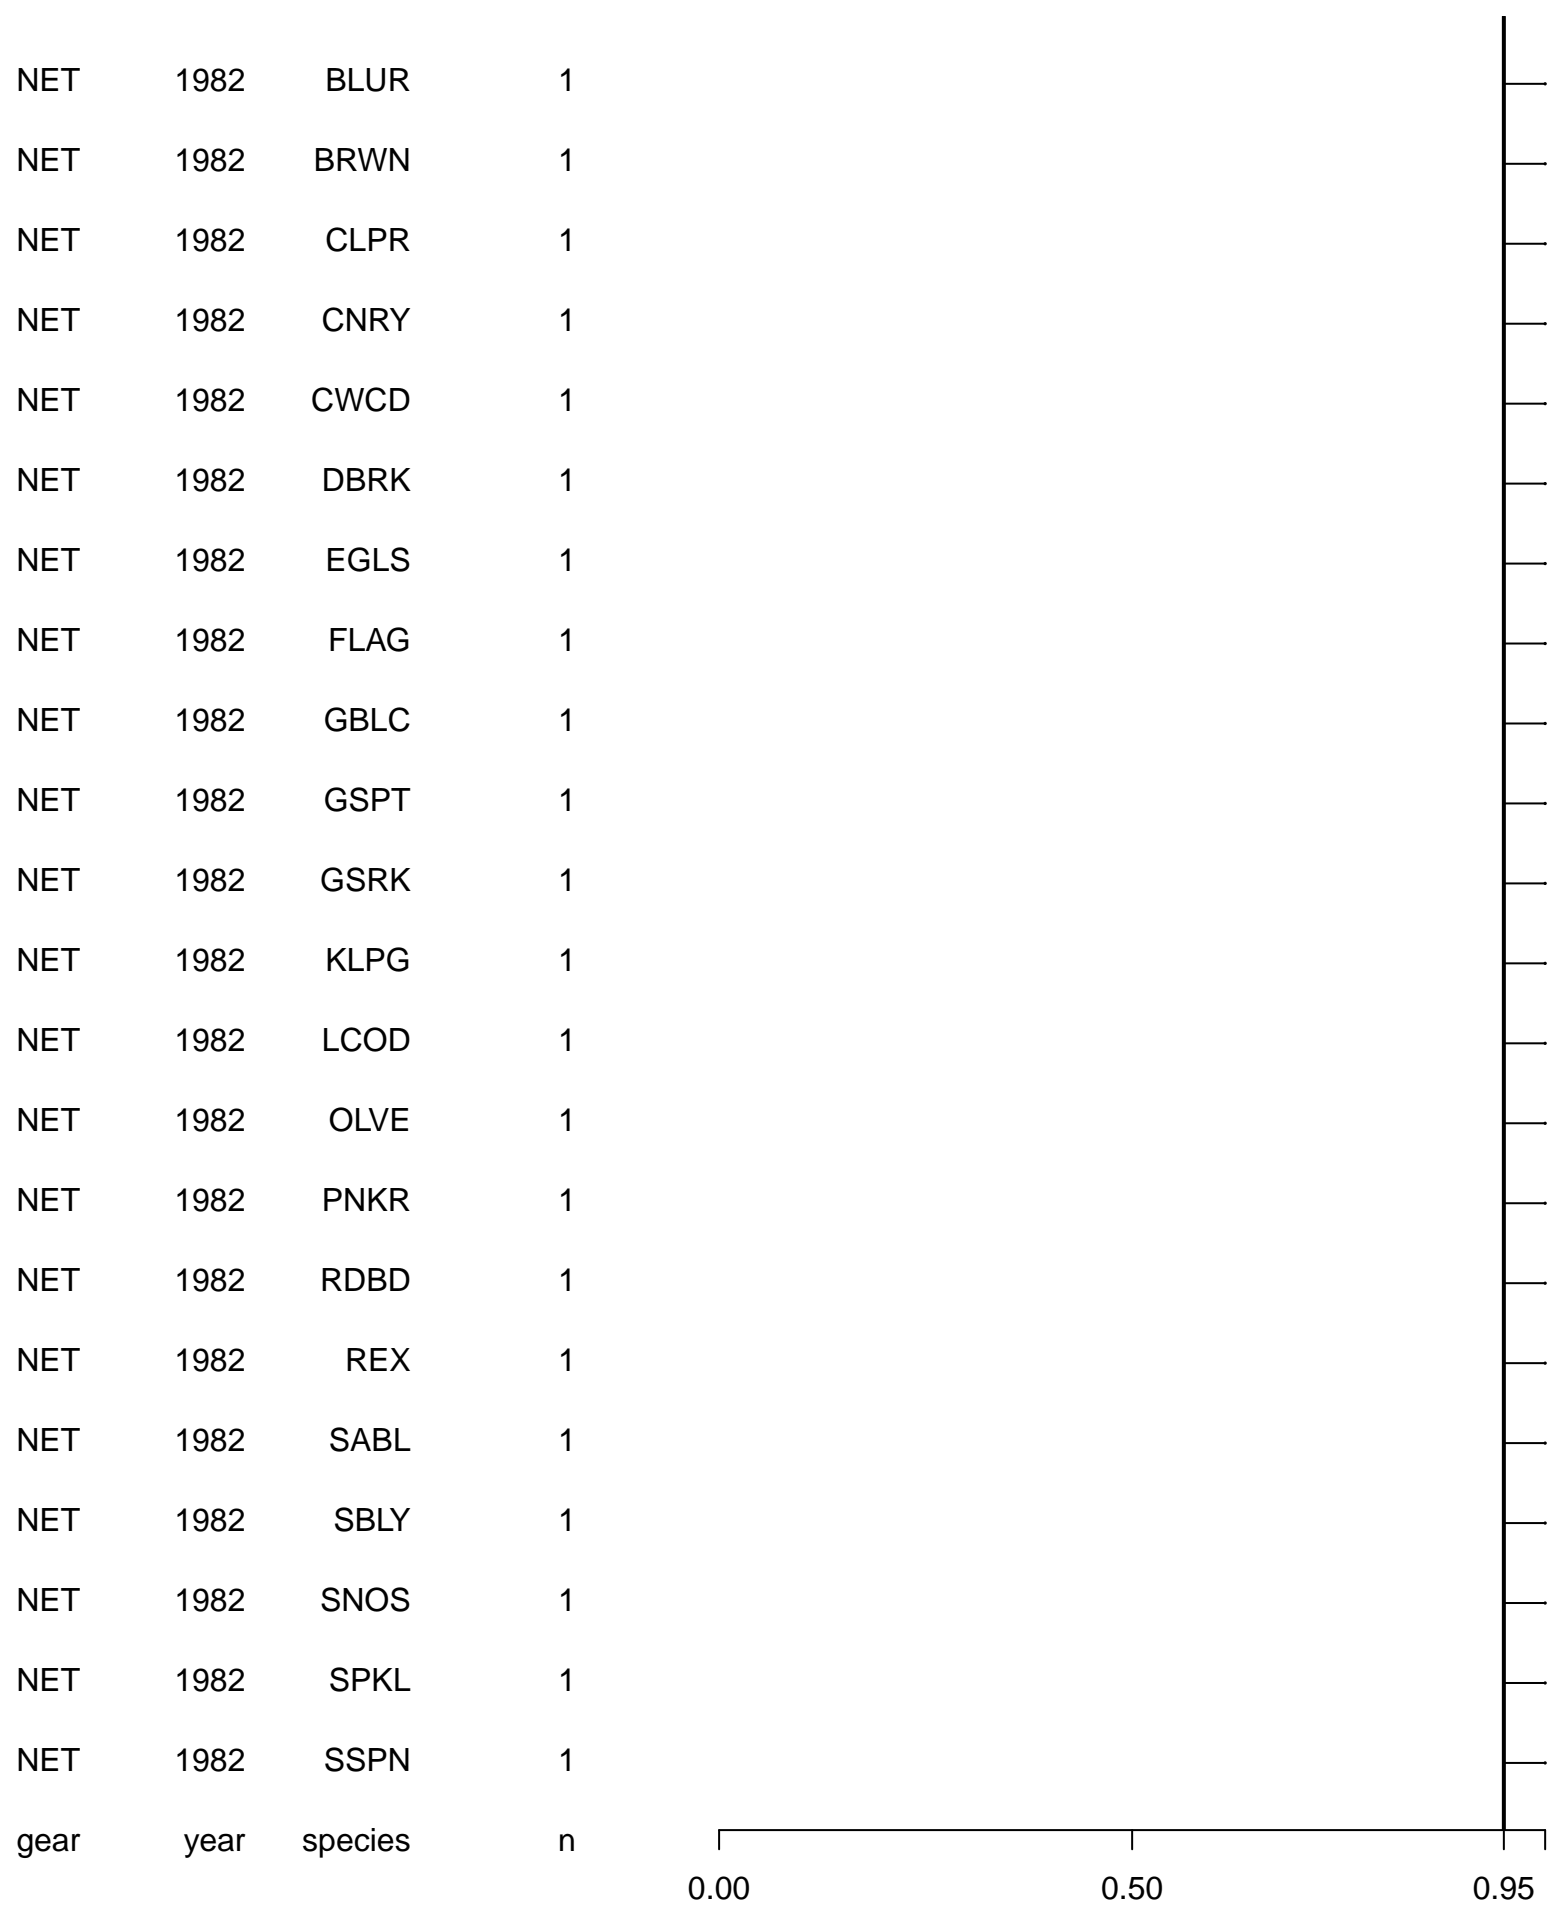 NET 1982 BLUR 1
NET 1982 BRWN 1
NET 1982 CLPR 1
NET 1982 CNRY 1
NET 1982 CWCD 1
NET 1982 DBRK 1
NET 1982 EGLS 1
NET 1982 FLAG 1
NET 1982 GBLC 1
NET 1982 GSPT 1
NET 1982 GSRK 1
NET 1982 KLPG 1
NET 1982 LCOD 1
NET 1982 OLVE 1
NET 1982 PNKR 1
NET 1982 RDBD 1
NET 1982 REX 1
NET 1982 SABL 1
NET 1982 SBLY 1
NET 1982 SNOS 1
NET 1982 SPKL 1
NET 1982 SSPN 1
gear year species n
0.00 0.50 0.95